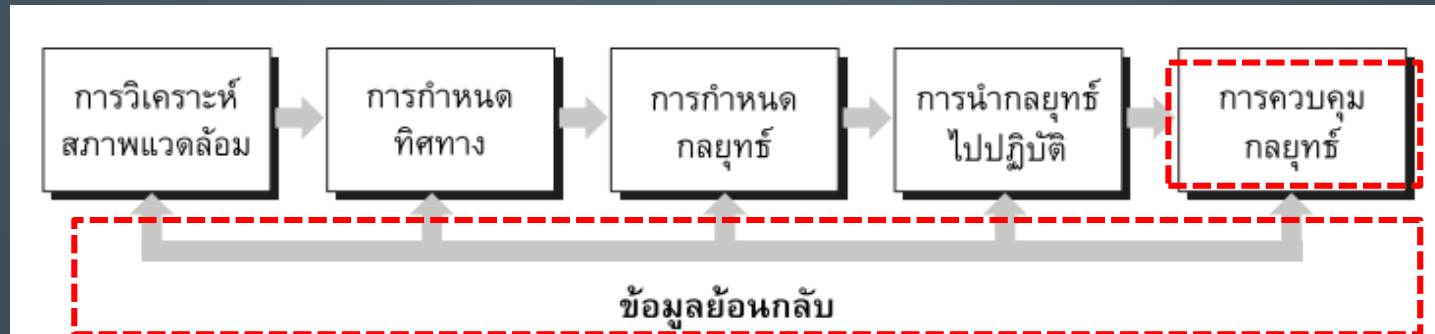 การวิเคราะห์
สภาพแวดล้อม
การกำหนด
ทิศทาง
การกำหนด
กลยุทธ์
การนำกลยุทธ์
ไปปฏิบัติ
การควบคุม
กลยุทธ์
ข้อมูลย้อนกลับ